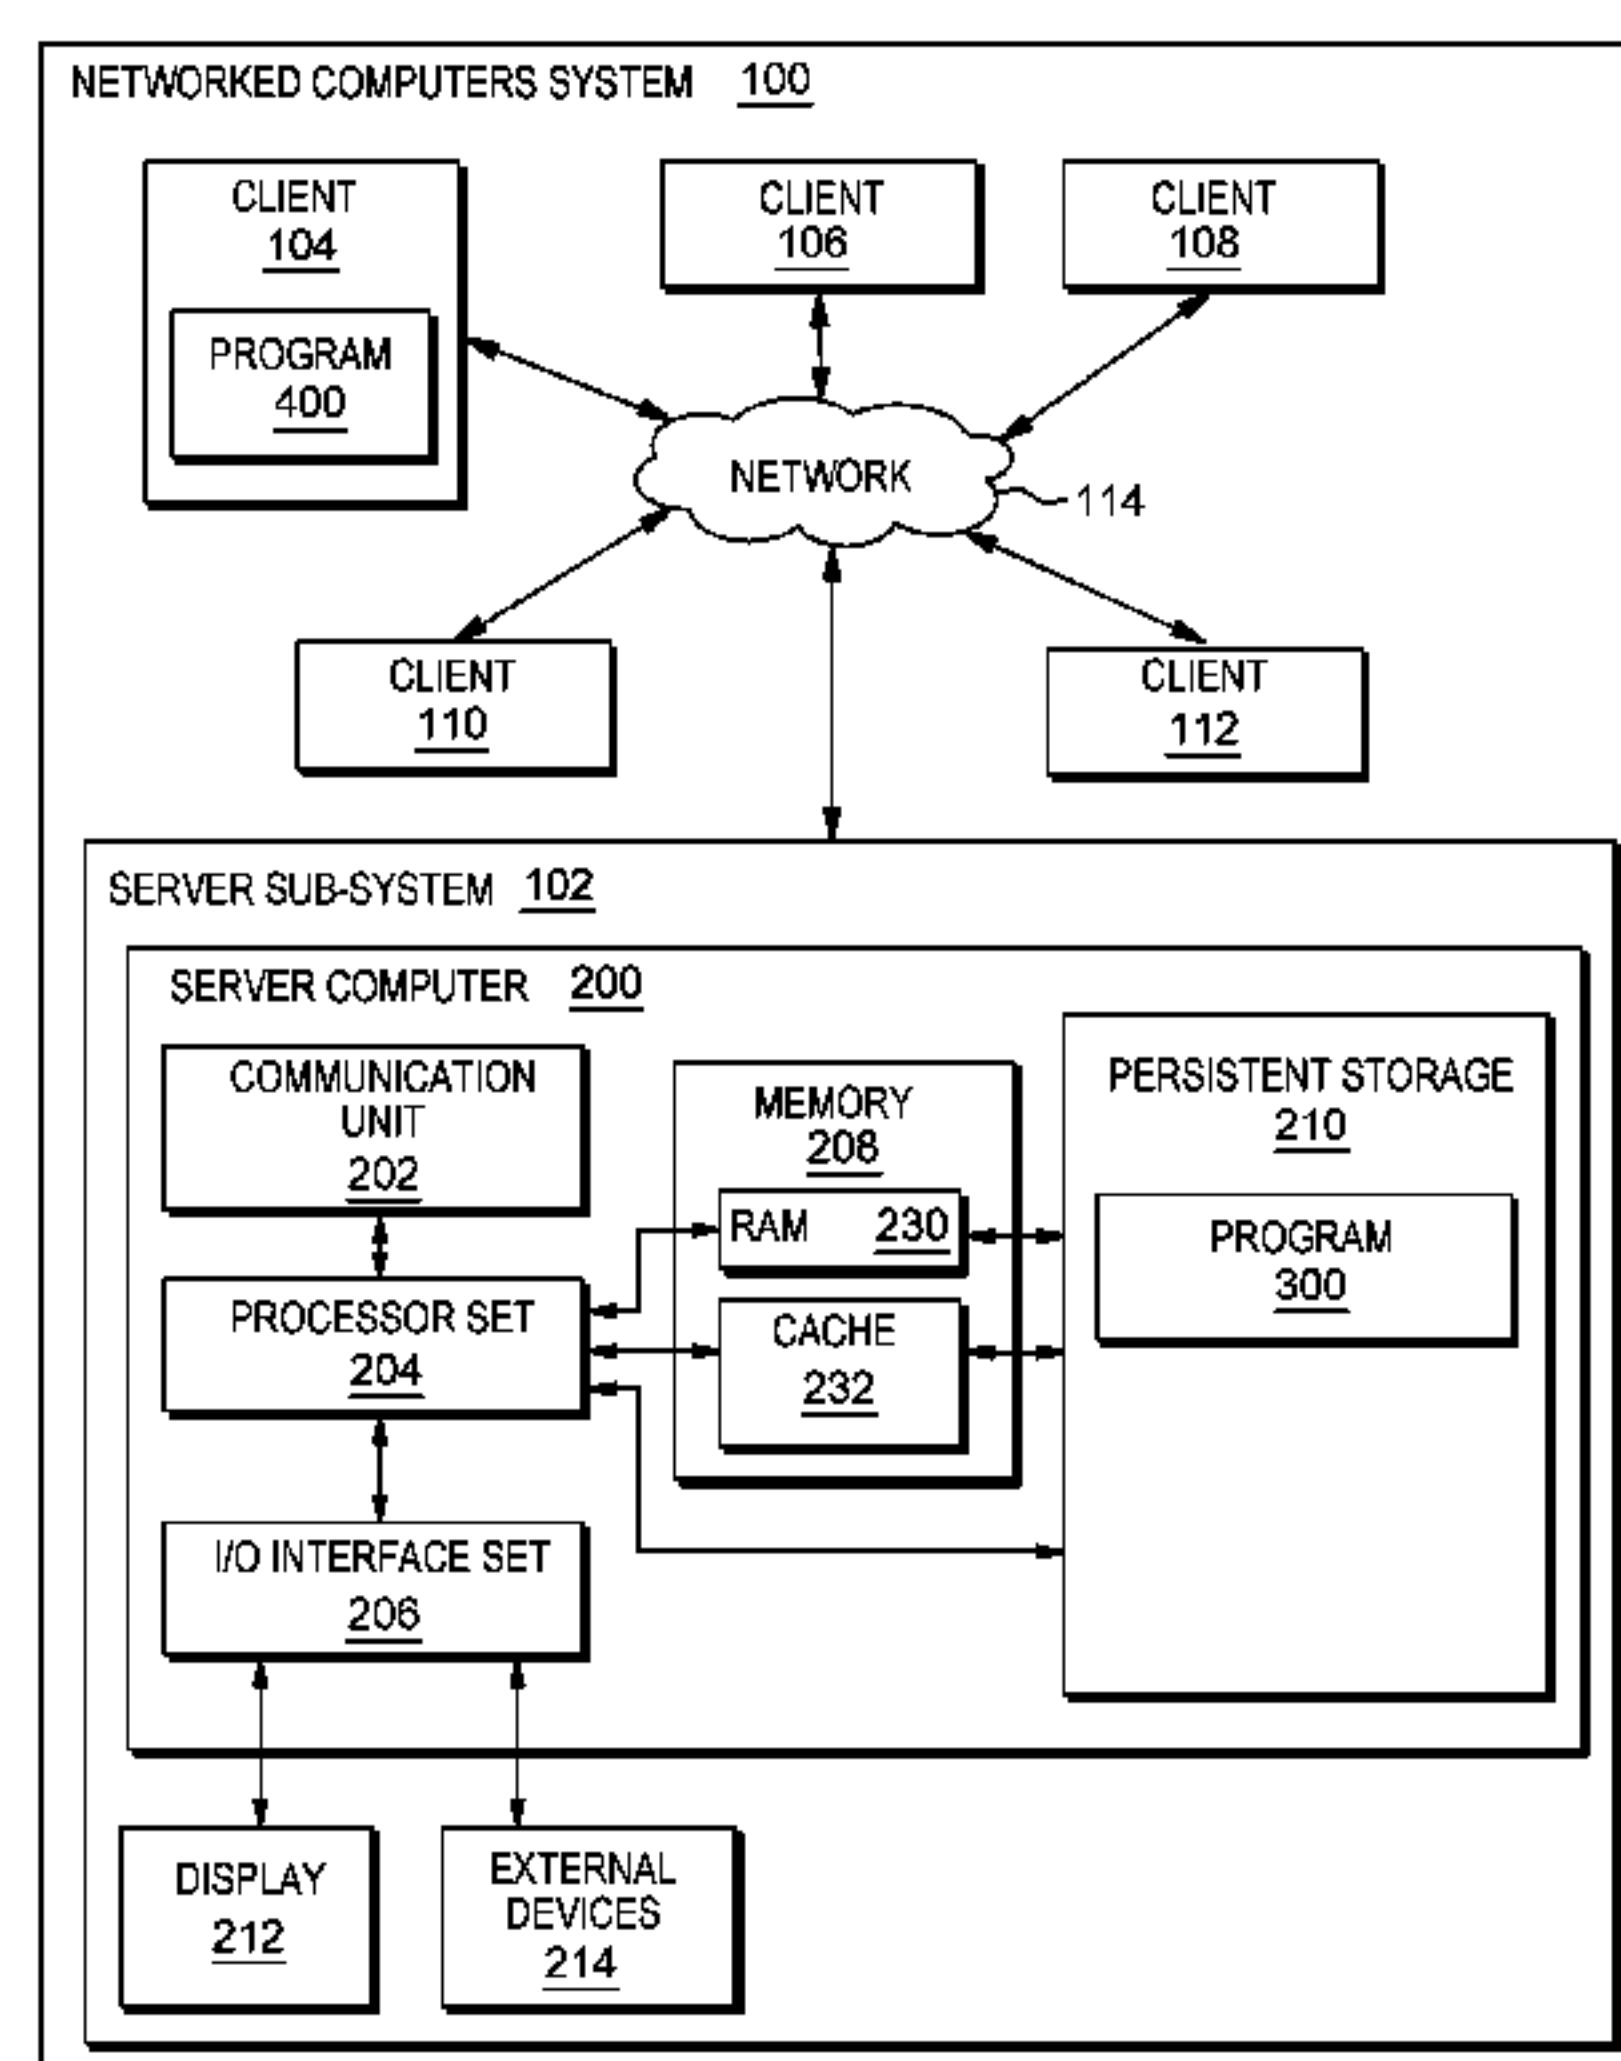 NETWORKED COMPUTERS SYSTEM 100
CLIENT
104
PROGRAM
400
CLIENT
106
CLIENT
108
NETWORK
114
CLIENT
110
CLIENT
112
SERVER SUB-SYSTEM 102
SERVER COMPUTER 200
COMMUNICATION
UNIT
202
PROCESSOR SET
204
I/O INTERFACE SET
206
MEMORY
208
RAM 230
CACHE
232
PERSISTENT STORAGE
210
PROGRAM
300
DISPLAY
212
EXTERNAL
DEVICES
214